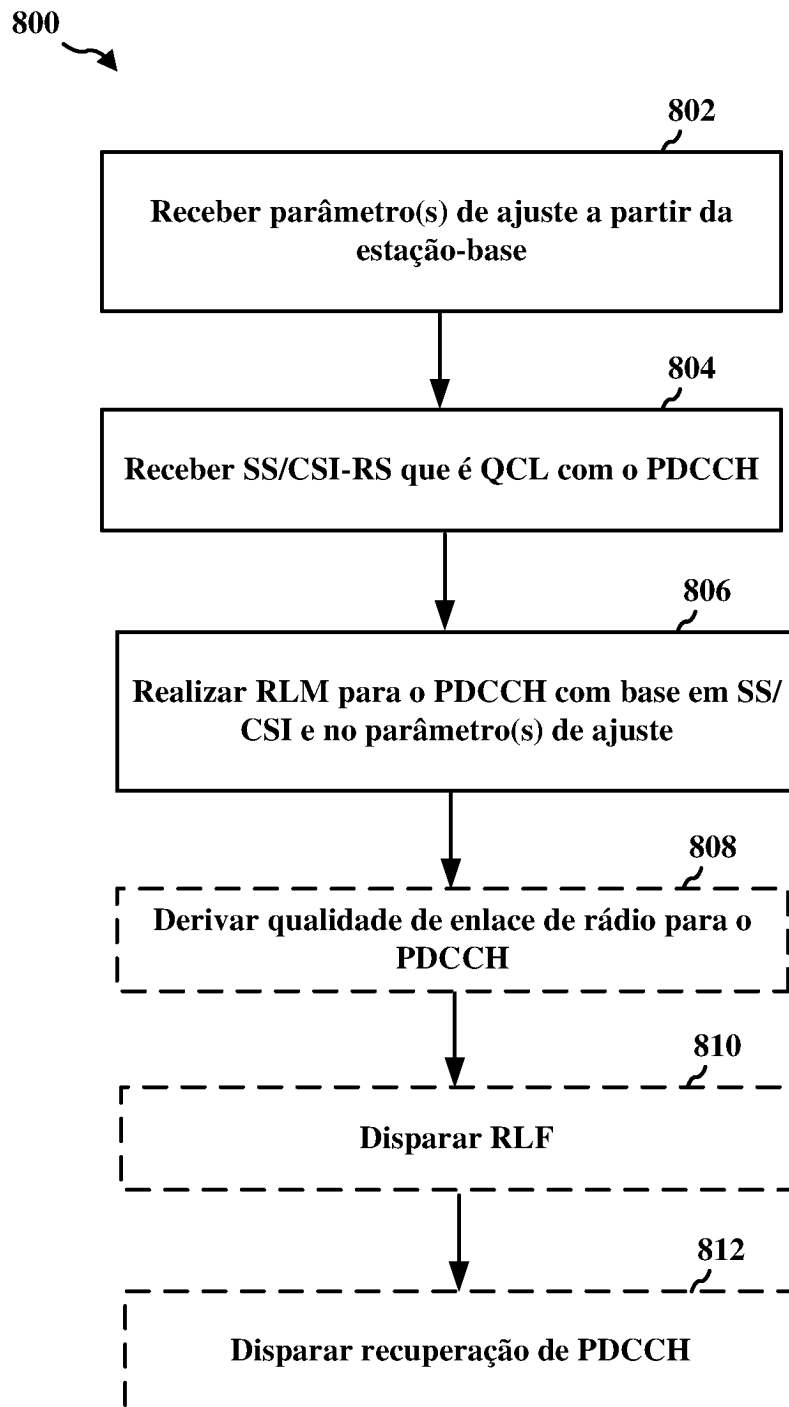 800
802
Receber parâmetro(s) de ajuste a partir da
estação-base
804
Receber SS/CSI-RS que é QCL com o PDCCH
806
Realizar RLM para o PDCCH com base em SS/
CSI e no parâmetro(s) de ajuste
808
Derivar qualidade de enlace de rádio para o
PDCCH
810
Disparar RLF
812
Disparar recuperação de PDCCH